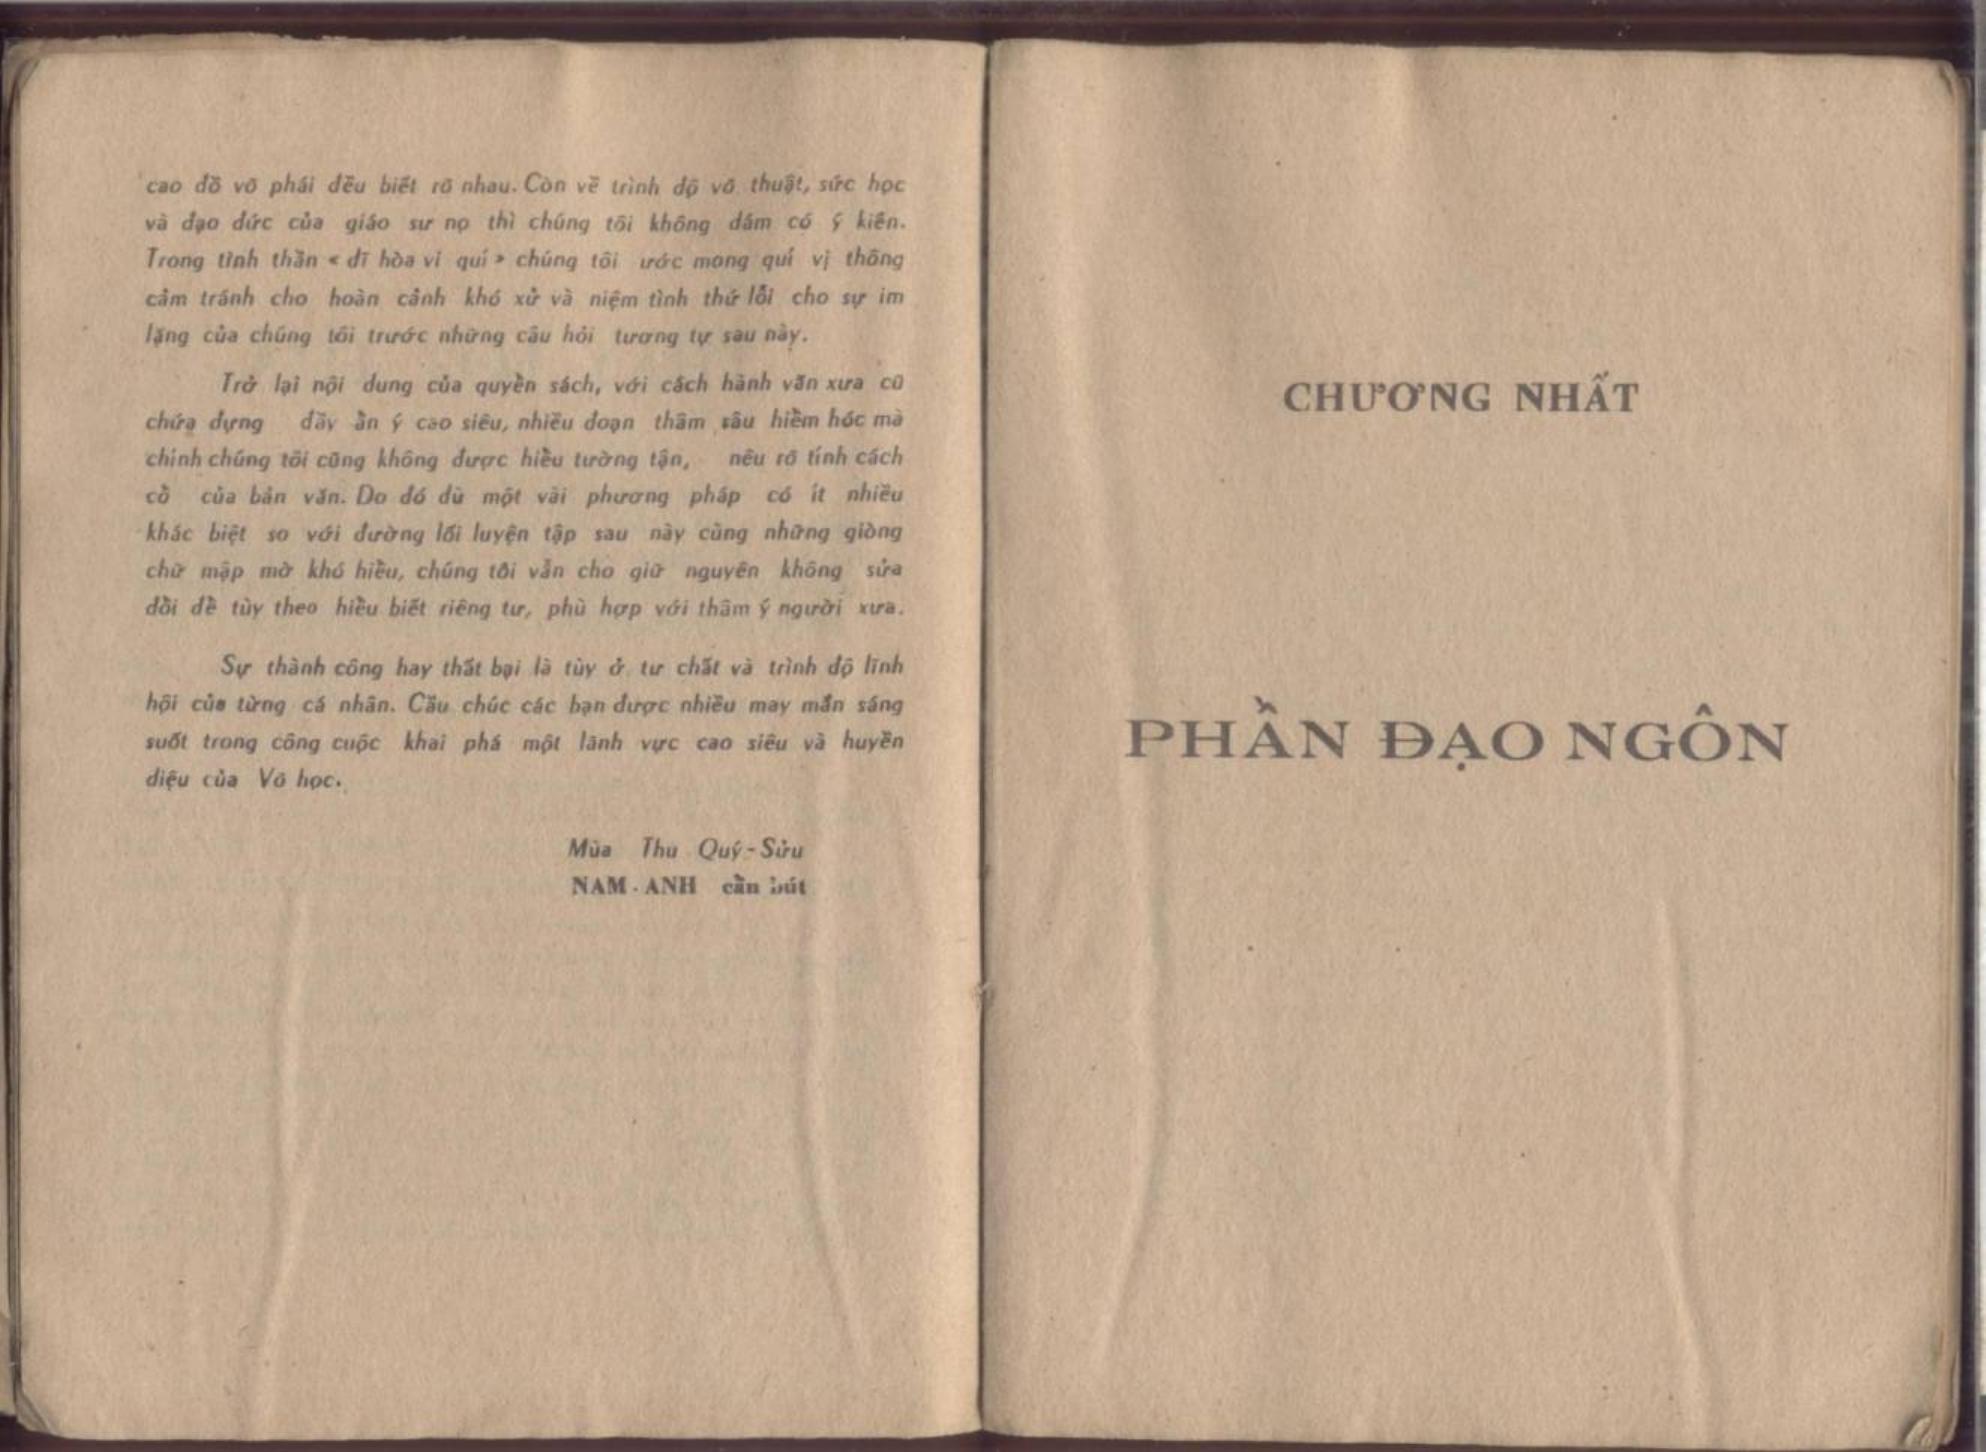 cao đồ võ phái đều biết rõ nhau. Còn về trình độ võ thuật, sức học
và đạo đức của giáo sư nọ thì chúng tôi không dám có ý kiến.
Trong tình thần « dĩ hòa vi quí » chúng tôi ước mong quí vị thông
cảm tránh cho hoàn cảnh khó xử và niệm tình thứ lỗi cho sự im
lặng của chúng tôi trước những câu hỏi tương tự sau này.
Trở lại nội dung của quyển sách, với cách hành văn xưa cũ
chứa đựng đầy ẩn ý cao siêu, nhiều đoạn thâm sâu hiểm hóc mà
chính chúng tôi cũng không được hiểu tường tận, nêu rõ tính cách
cổ của bản văn. Do đó dù một vài phương pháp có ít nhiều
khác biệt so với đường lối luyện tập sau này cùng những giòng
chữ mập mờ khó hiểu, chúng tôi vẫn cho giữ nguyên không sửa
đổi để tùy theo hiểu biết riêng tư, phù hợp với thâm ý người xưa.
Sự thành công hay thất bại là tùy ở tư chất và trình độ lĩnh
hội của từng cá nhân. Cầu chúc các bạn được nhiều may mắn sáng
suốt trong công cuộc khai phá một lãnh vực cao siêu và huyền
diệu của Võ học.
Mùa Thu Quý-Sửu
NAM-ANH cẩn bút
CHƯƠNG NHẤT
PHẦN ĐẠO NGÔN